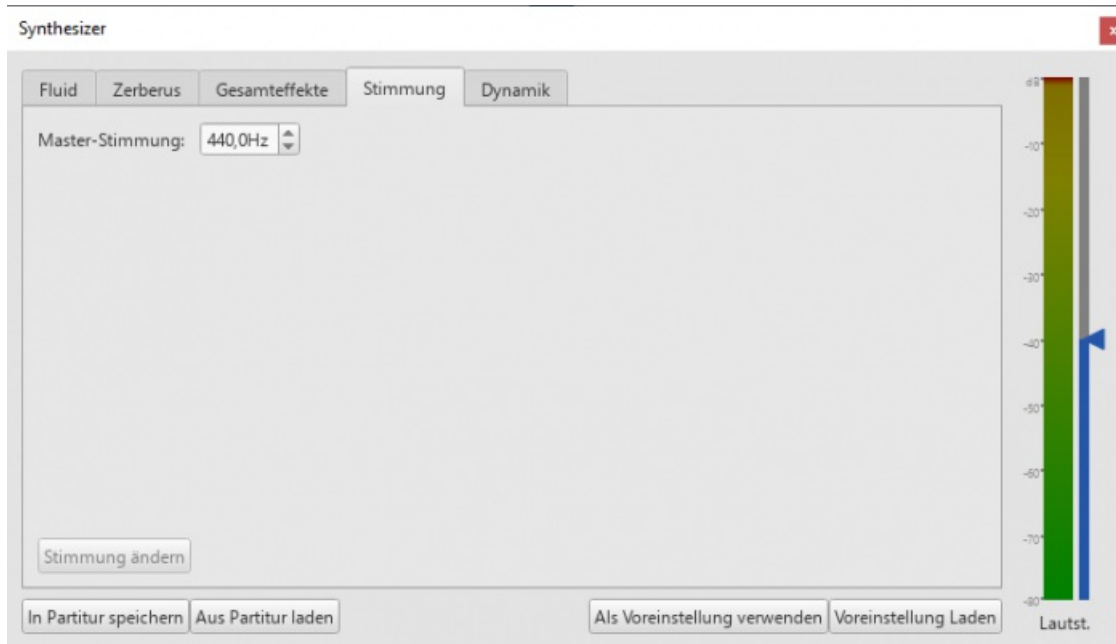 Synthesizer
x
Fluid Zerberus Gesamteffekte Stimmung Dynamik
Master-Stimmung: 440,0Hz
dB
-10
-20
-30
-40
-50
-60
-70
-80
Stimmung ändern
In Partitur speichern Aus Partitur laden Als Voreinstellung verwenden Voreinstellung Laden
Lautst.